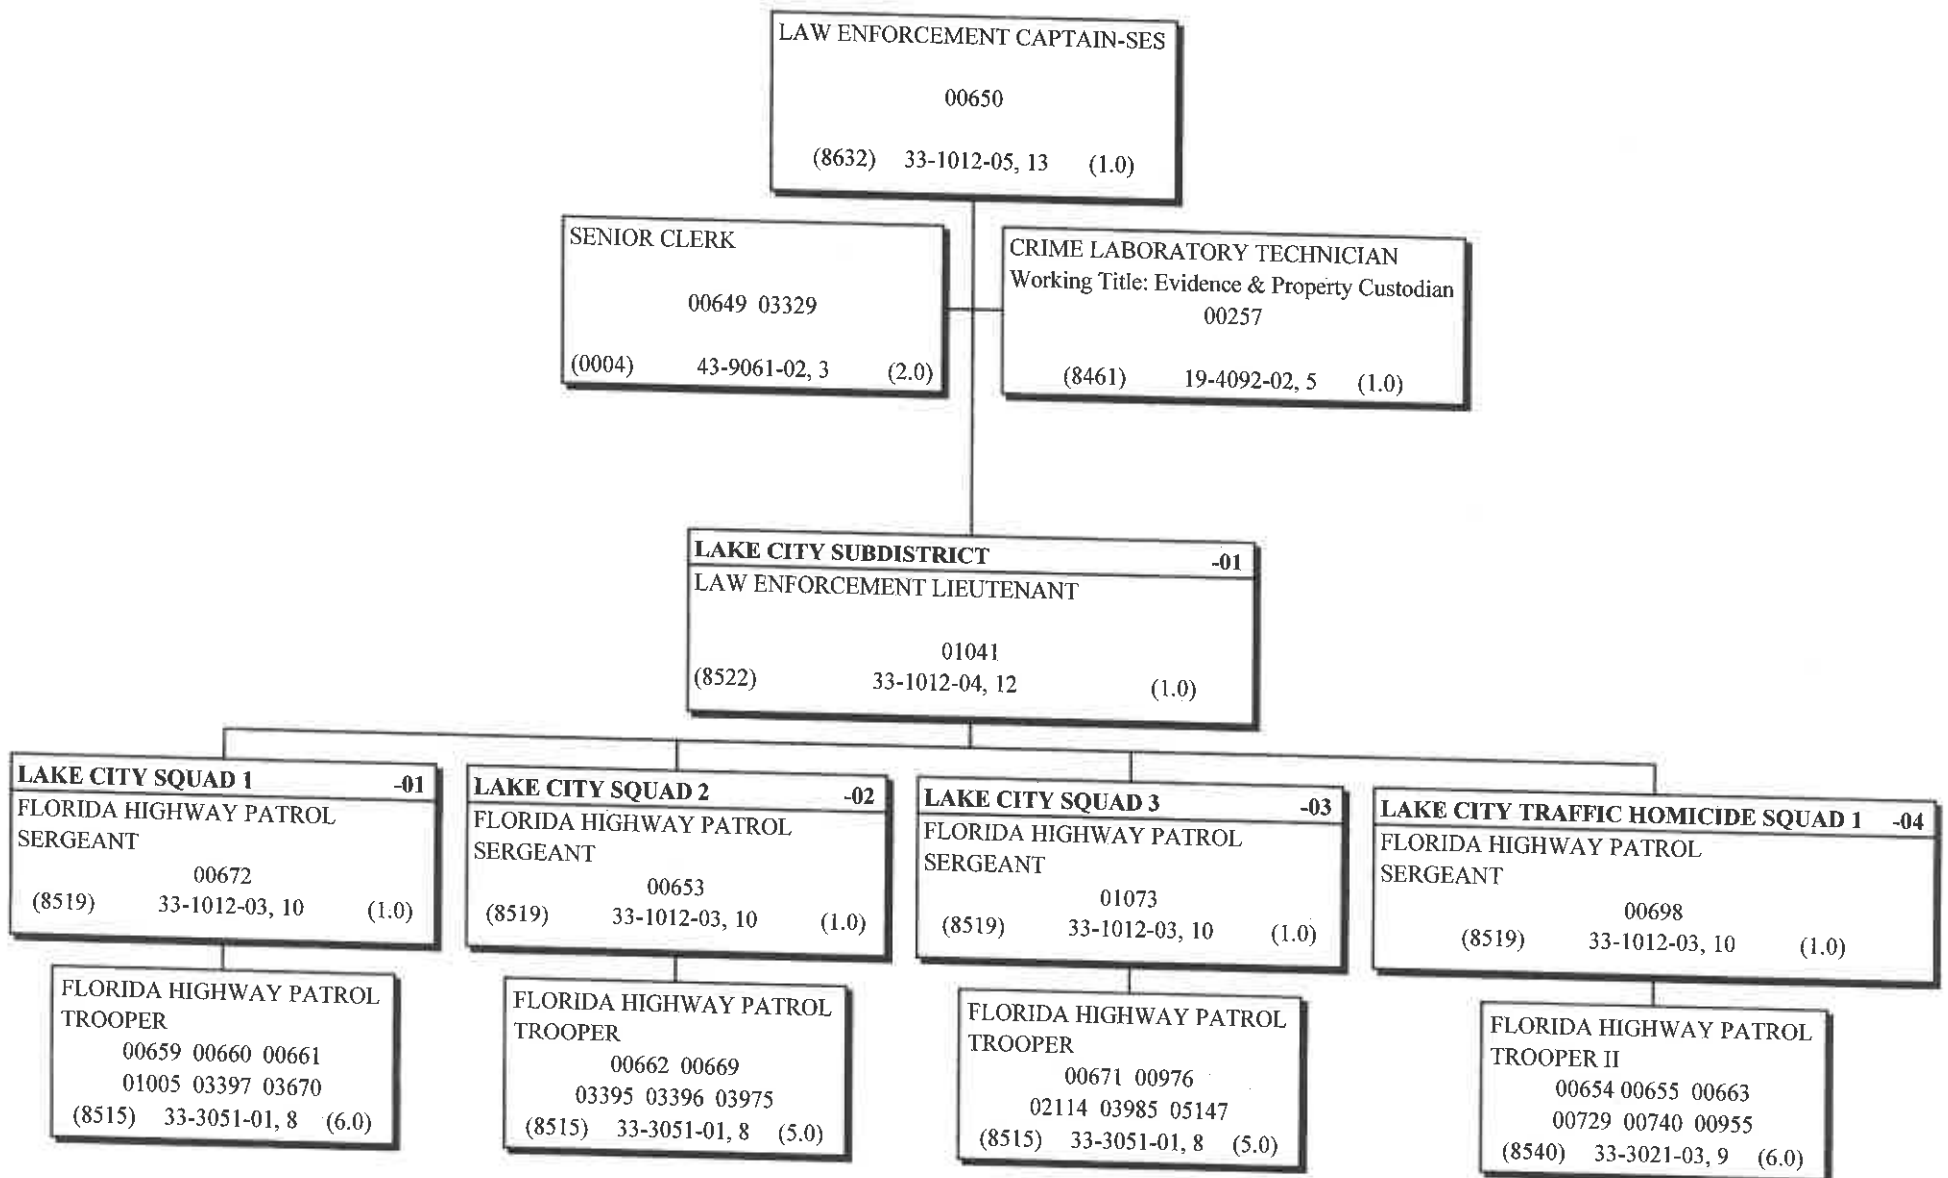 LAW ENFORCEMENT CAPTAIN-SES
00650
(8632) 33-1012-05, 13 (1.0)
SENIOR CLERK
00649 03329
(0004) 43-9061-02, 3 (2.0)
CRIME LABORATORY TECHNICIAN
Working Title: Evidence & Property Custodian
00257
(8461) 19-4092-02, 5 (1.0)
LAKE CITY SUBDISTRICT -01
LAW ENFORCEMENT LIEUTENANT
01041
(8522) 33-1012-04, 12 (1.0)
LAKE CITY SQUAD 1 -01
FLORIDA HIGHWAY PATROL
SERGEANT
00672
(8519) 33-1012-03, 10 (1.0)
FLORIDA HIGHWAY PATROL
TROOPER
00659 00660 00661
01005 03397 03670
(8515) 33-3051-01, 8 (6.0)
LAKE CITY SQUAD 2 -02
FLORIDA HIGHWAY PATROL
SERGEANT
00653
(8519) 33-1012-03, 10 (1.0)
FLORIDA HIGHWAY PATROL
TROOPER
00662 00669
03395 03396 03975
(8515) 33-3051-01, 8 (5.0)
LAKE CITY SQUAD 3 -03
FLORIDA HIGHWAY PATROL
SERGEANT
01073
(8519) 33-1012-03, 10 (1.0)
FLORIDA HIGHWAY PATROL
TROOPER
00671 00976
02114 03985 05147
(8515) 33-3051-01, 8 (5.0)
LAKE CITY TRAFFIC HOMICIDE SQUAD 1 -04
FLORIDA HIGHWAY PATROL
SERGEANT
00698
(8519) 33-1012-03, 10 (1.0)
FLORIDA HIGHWAY PATROL
TROOPER II
00654 00655 00663
00729 00740 00955
(8540) 33-3021-03, 9 (6.0)